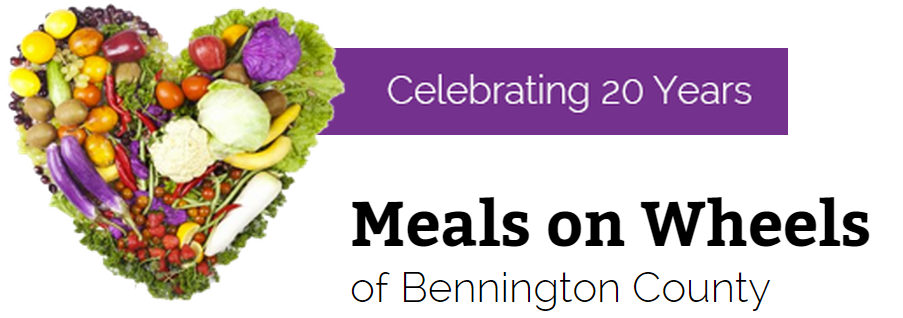 Celebrating 20 Years
Meals on Wheels
of Bennington County